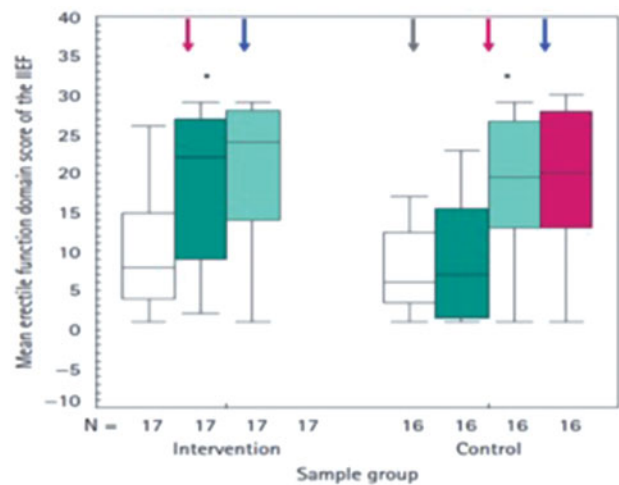 Mean erectile function domain score of the IIEF
40
35
30
25
20
15
10
5
0
−5
−10
N = 17 17 17 17 16 16 16 16
Intervention Control
Sample group